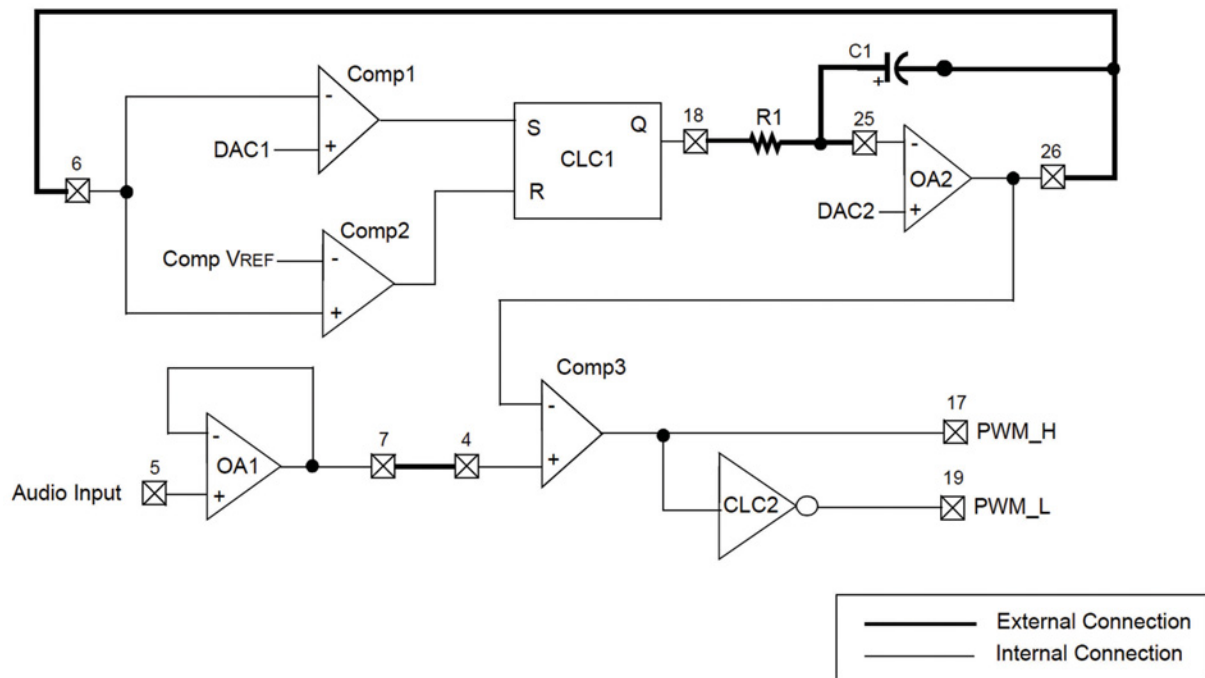 C1
Comp1
-
+
DAC1
S
Q
CLC1
R
18
R1
25
-
OA2
+
DAC2
26
6
+
Comp2
Comp VREF
-
+
Comp3
-
+
-
OA1
+
5
Audio Input
7
4
17
PWM_H
CLC2
19
PWM_L
External Connection
Internal Connection